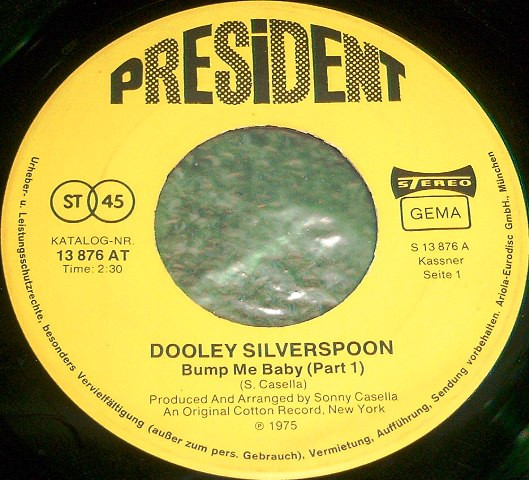 PRESiDENT
ST 45
KATALOG-NR.
13 876 AT
Time: 2:30
STEREO
GEMA
S 13 876 A
Kassner
Seite 1
DOOLEY SILVERSPOON
Bump Me Baby (Part 1)
(S. Casella)
Produced And Arranged by Sonny Casella
An Original Cotton Record, New York
℗ 1975
Urheber- u. Leistungsschutzrechte, besonders Vervielfältigung (außer zum pers. Gebrauch), Vermietung, Aufführung, Sendung vorbehalten. Ariola-Eurodisc GmbH., München